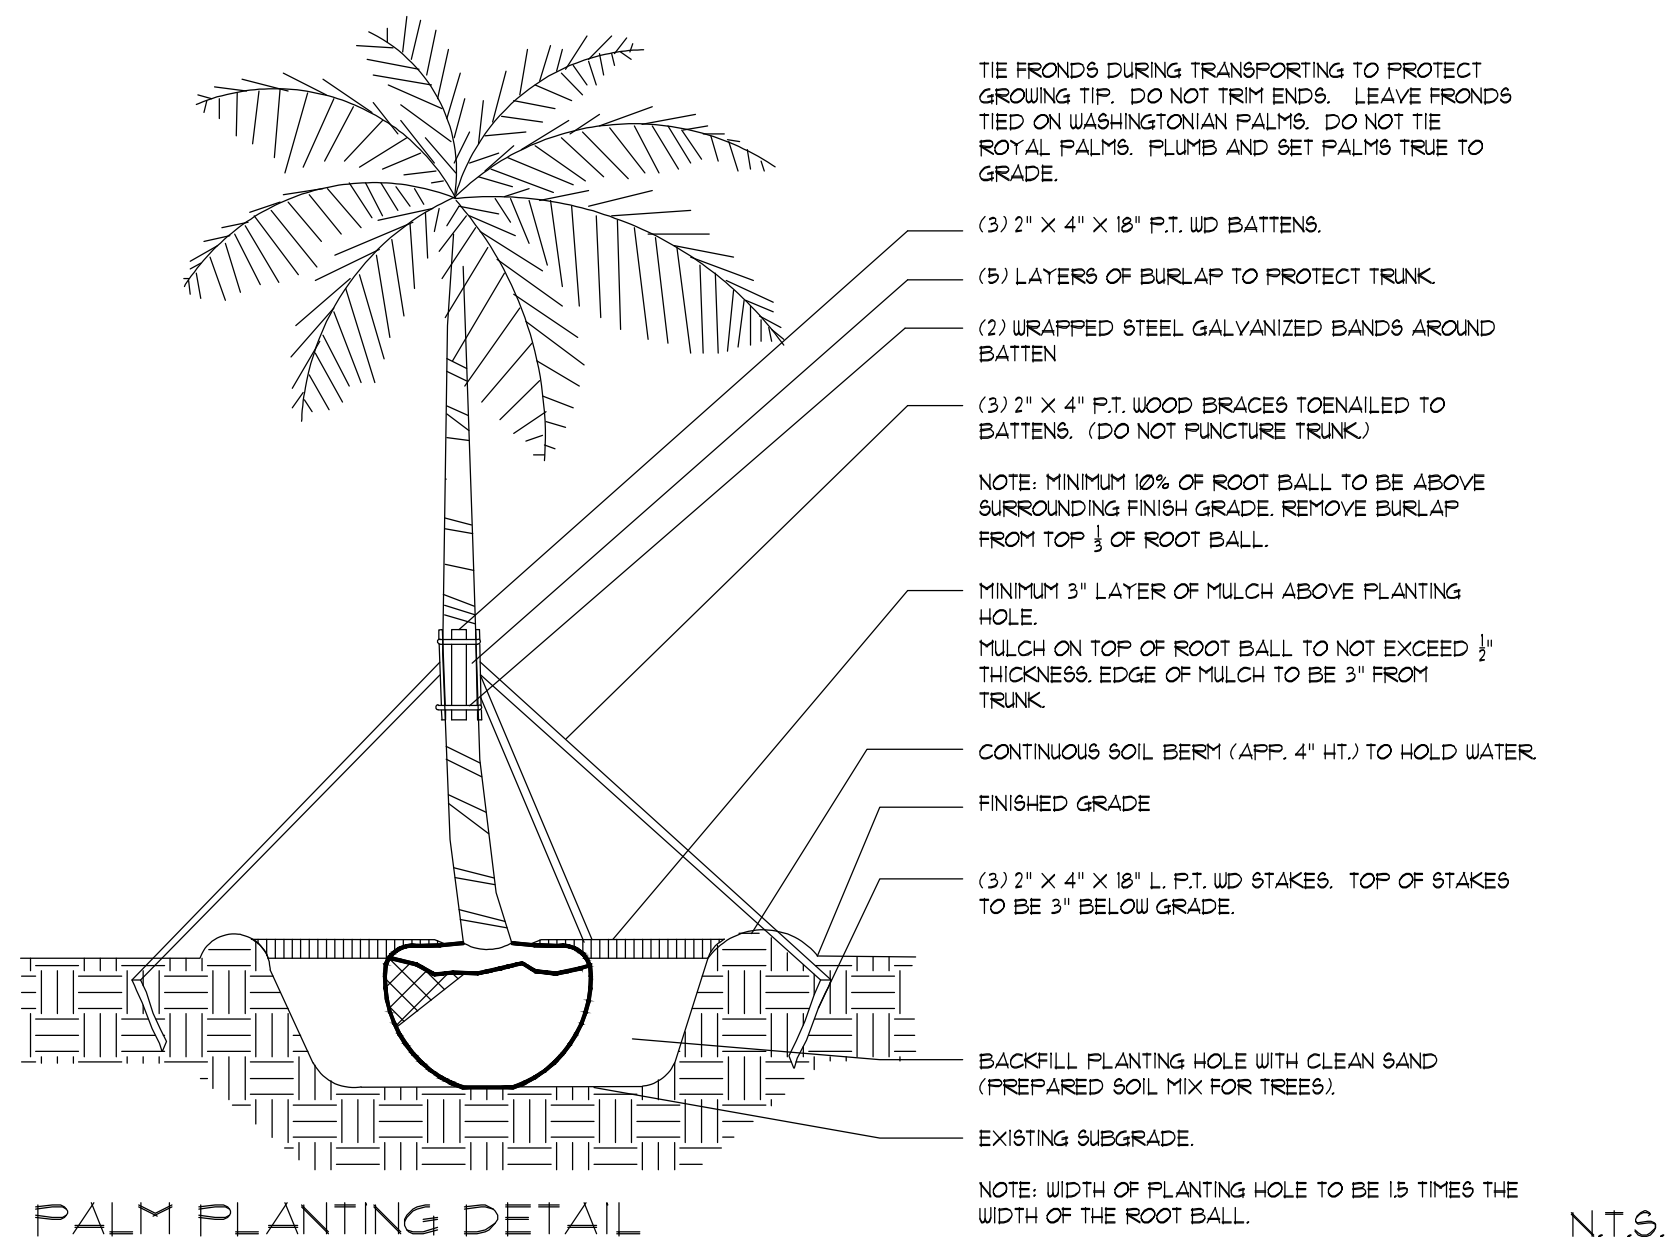 TIE FRONDS DURING TRANSPORTING TO PROTECT
GROWING TIP. DO NOT TRIM ENDS. LEAVE FRONDS
TIED ON WASHINGTONIAN PALMS. DO NOT TIE
ROYAL PALMS. PLUMB AND SET PALMS TRUE TO
GRADE.
(3) 2" X 4" X 18" P.T. WD BATTENS.
(5) LAYERS OF BURLAP TO PROTECT TRUNK.
(2) WRAPPED STEEL GALVANIZED BANDS AROUND
BATTEN
(3) 2" X 4" P.T. WOOD BRACES TOENAILED TO
BATTENS. (DO NOT PUNCTURE TRUNK.)
NOTE: MINIMUM 10% OF ROOT BALL TO BE ABOVE
SURROUNDING FINISH GRADE. REMOVE BURLAP
FROM TOP 1/3 OF ROOT BALL.
MINIMUM 3" LAYER OF MULCH ABOVE PLANTING
HOLE.
MULCH ON TOP OF ROOT BALL TO NOT EXCEED 1/2"
THICKNESS. EDGE OF MULCH TO BE 3" FROM
TRUNK.
CONTINUOUS SOIL BERM (APP. 4" HT.) TO HOLD WATER.
FINISHED GRADE
(3) 2" X 4" X 18" L. P.T. WD STAKES. TOP OF STAKES
TO BE 3" BELOW GRADE.
BACKFILL PLANTING HOLE WITH CLEAN SAND
(PREPARED SOIL MIX FOR TREES).
EXISTING SUBGRADE.
NOTE: WIDTH OF PLANTING HOLE TO BE 1.5 TIMES THE
WIDTH OF THE ROOT BALL.
PALM PLANTING DETAIL
N.T.S.